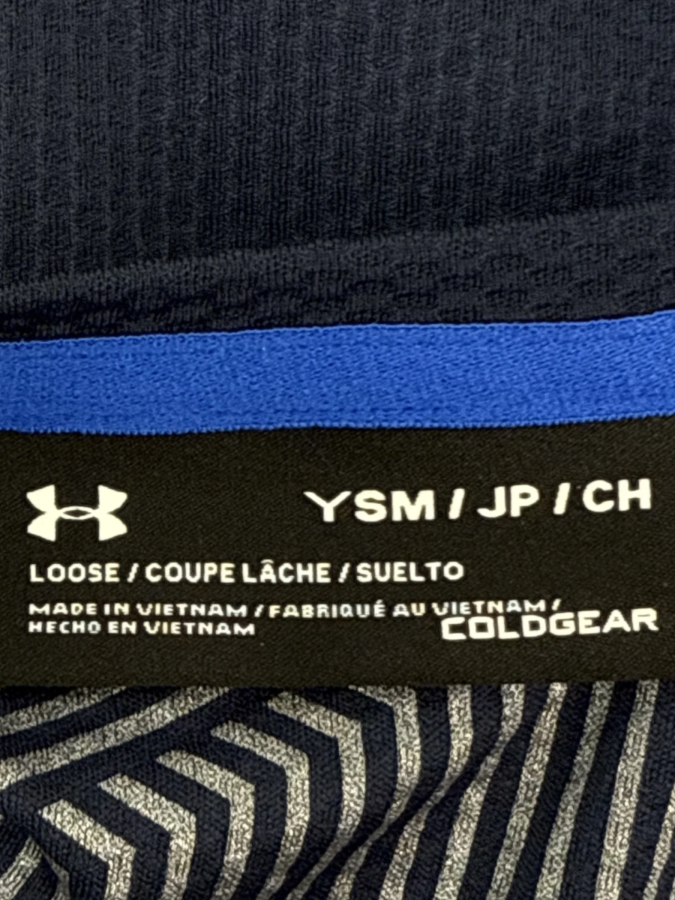 YSM / JP / CH
LOOSE / COUPE LÂCHE / SUELTO
MADE IN VIETNAM / FABRIQUÉ AU VIETNAM /
HECHO EN VIETNAM
COLDGEAR